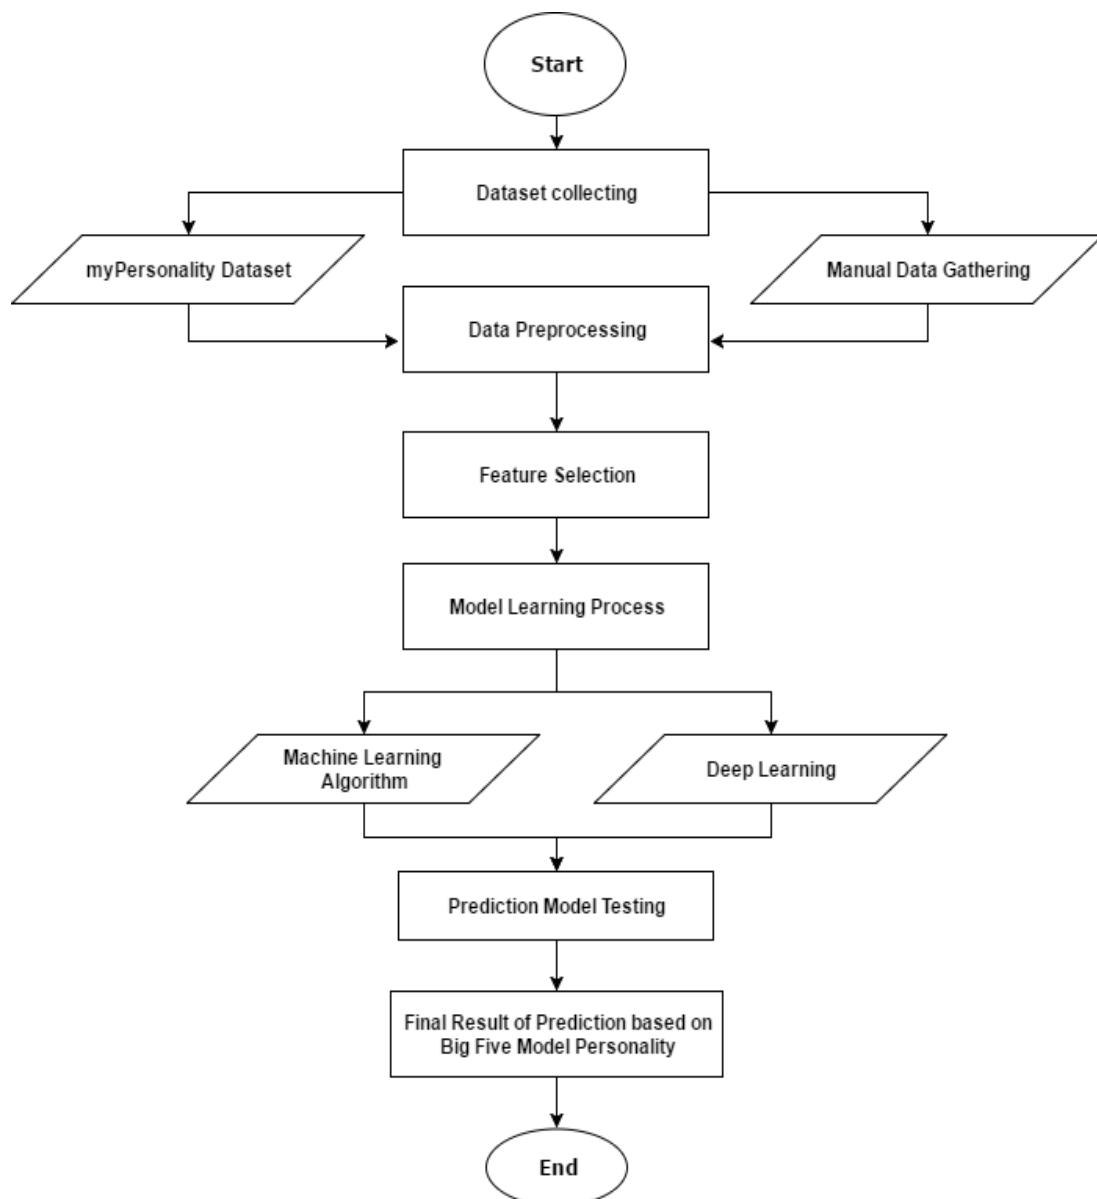 Start
Dataset collecting
myPersonality Dataset
Manual Data Gathering
Data Preprocessing
Feature Selection
Model Learning Process
Machine Learning
Algorithm
Deep Learning
Prediction Model Testing
Final Result of Prediction based on
Big Five Model Personality
End